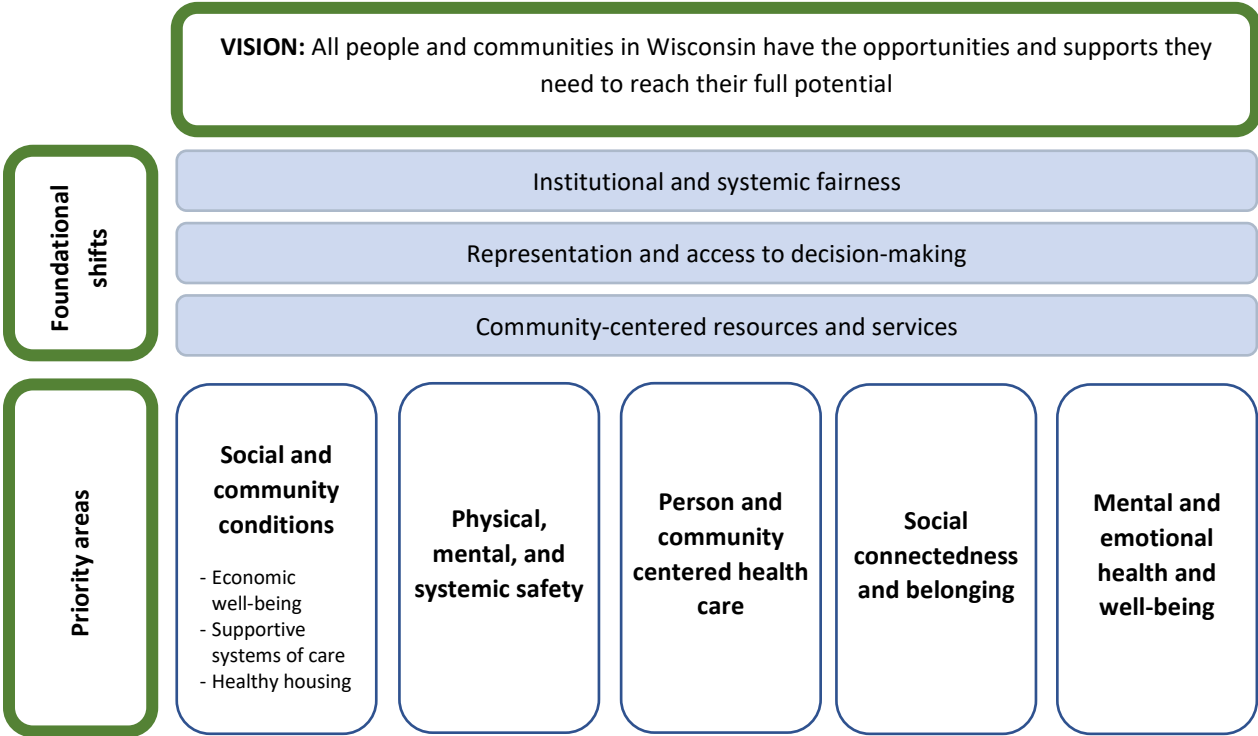 VISION: All people and communities in Wisconsin have the opportunities and supports they
need to reach their full potential
Foundational
shifts
Institutional and systemic fairness
Representation and access to decision-making
Community-centered resources and services
Priority areas
Social and
community
conditions
- Economic
well-being
- Supportive
systems of care
- Healthy housing
Physical,
mental, and
systemic safety
Person and
community
centered health
care
Social
connectedness
and belonging
Mental and
emotional
health and
well-being